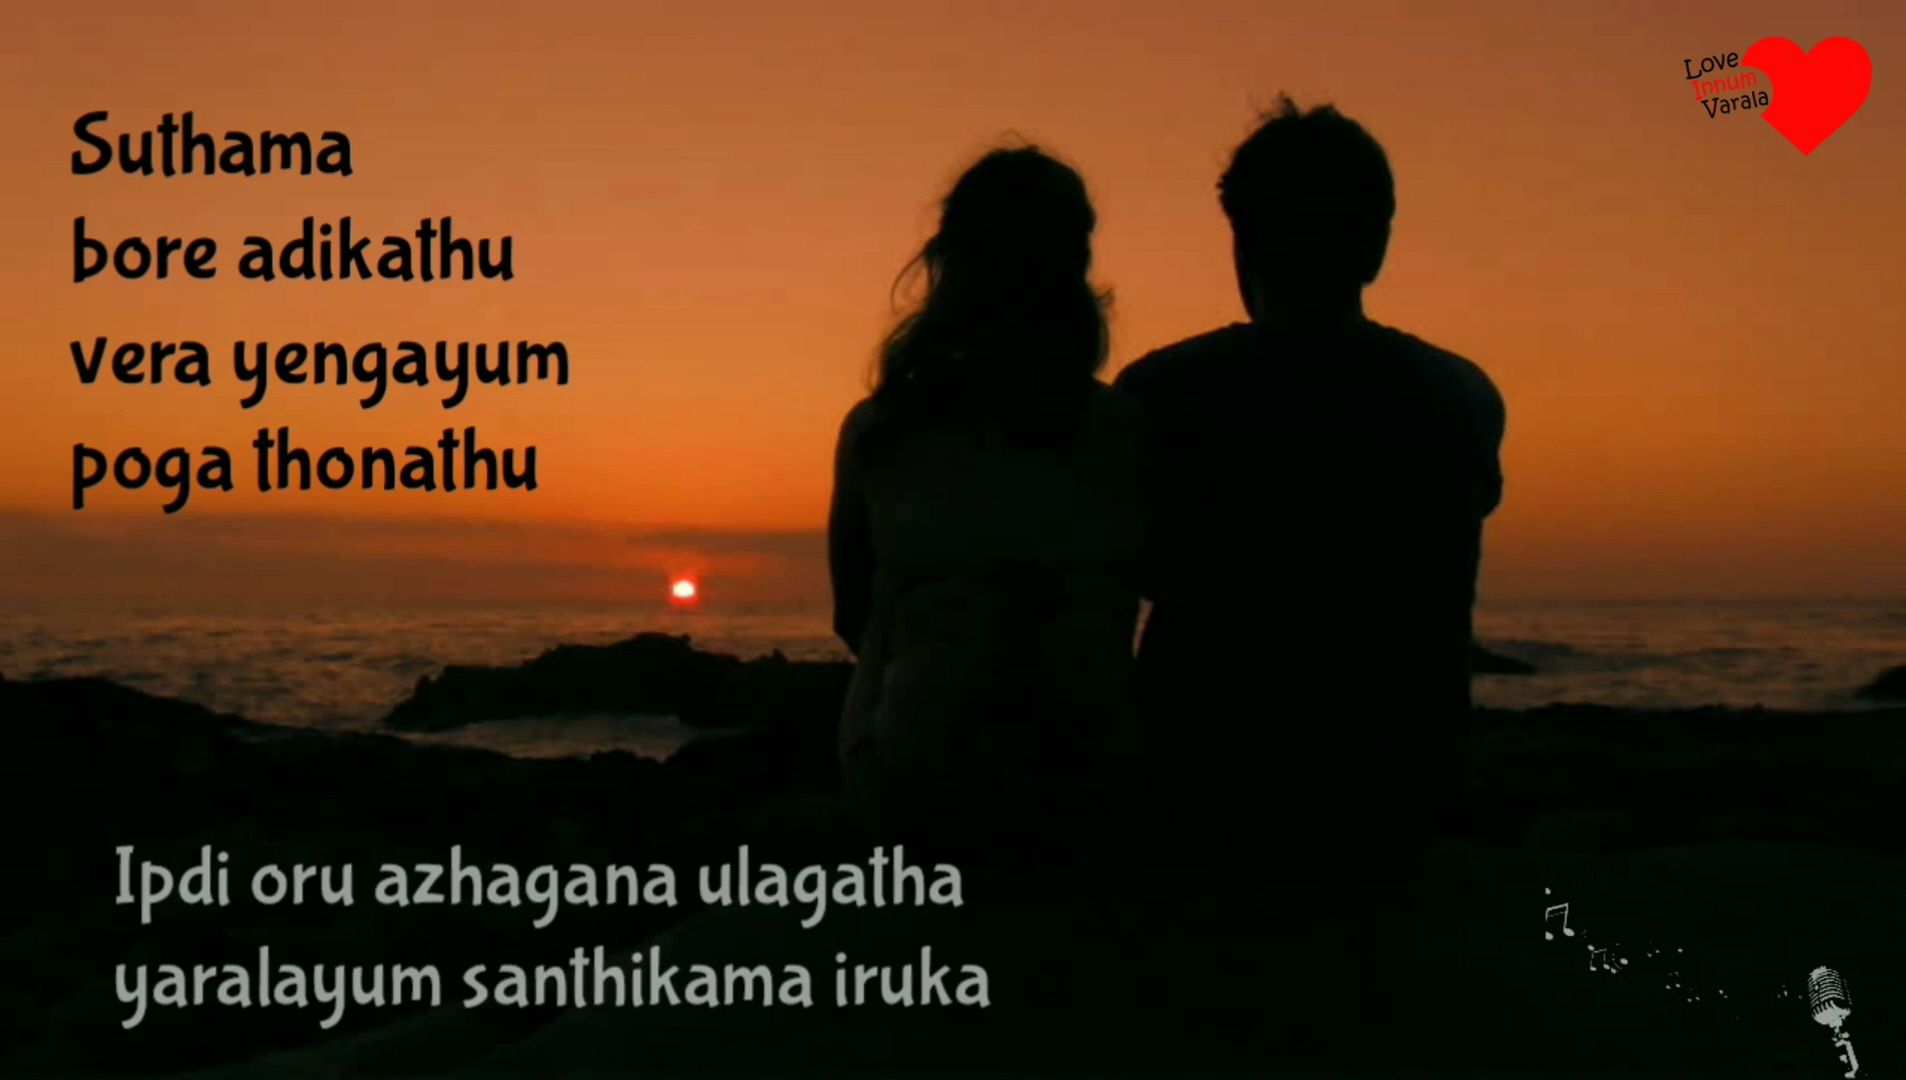 Suthama
bore adikathu
vera yengayum
poga thonathu
Love
Innum
Varala
Ipdi oru azhagana ulagatha
yaralayum santhikama iruka